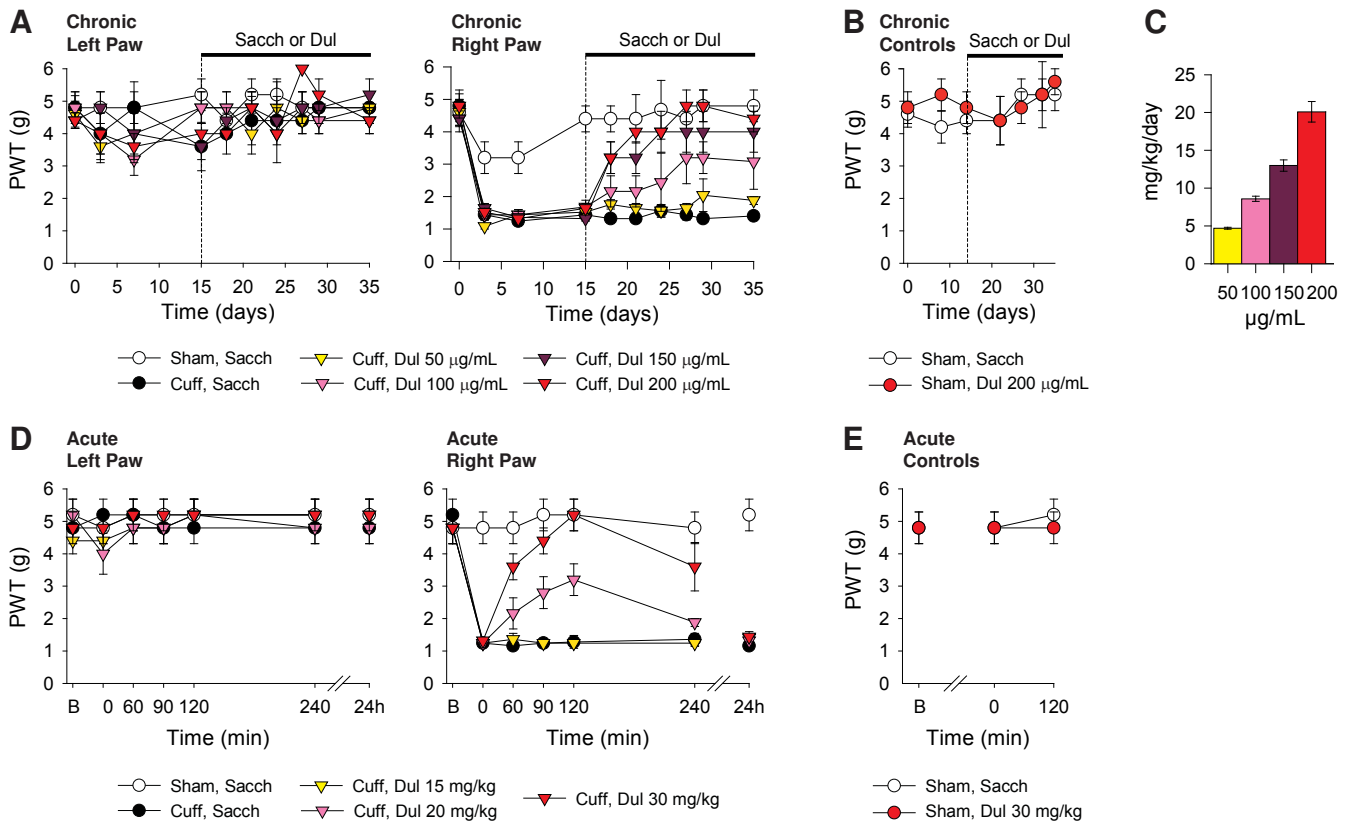 A
Chronic
Left Paw
Sacch or Dul
PWT (g)
6
5
4
3
2
1
0
0 5 10 15 20 25 30 35
Time (days)
Chronic
Right Paw
Sacch or Dul
6
5
4
3
2
1
0
0 5 10 15 20 25 30 35
Time (days)
Sham, Sacch
Cuff, Sacch
Cuff, Dul 50 µg/mL
Cuff, Dul 100 µg/mL
Cuff, Dul 150 µg/mL
Cuff, Dul 200 µg/mL
B
Chronic
Controls
Sacch or Dul
PWT (g)
6
5
4
3
2
1
0
0 10 20 30
Time (days)
Sham, Sacch
Sham, Dul 200 µg/mL
C
mg/kg/day
25
20
15
10
5
0
50 100 150 200
µg/mL
D
Acute
Left Paw
PWT (g)
6
5
4
3
2
1
0
B 0 60 90 120 240 24h
Time (min)
Acute
Right Paw
6
5
4
3
2
1
0
B 0 60 90 120 240 24h
Time (min)
Sham, Sacch
Cuff, Sacch
Cuff, Dul 15 mg/kg
Cuff, Dul 20 mg/kg
Cuff, Dul 30 mg/kg
E
Acute
Controls
PWT (g)
6
5
4
3
2
1
0
B 0 120
Time (min)
Sham, Sacch
Sham, Dul 30 mg/kg